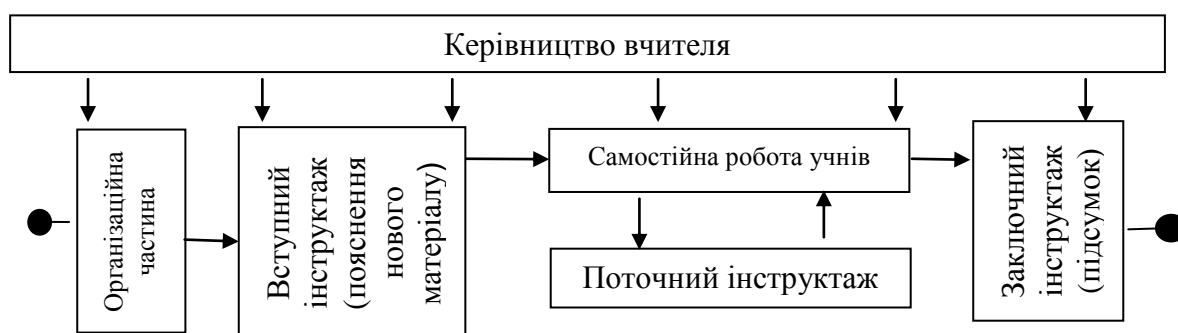 Керівництво вчителя
Організаційна
частина
Вступний
інструктаж
(пояснення
нового
матеріалу)
Самостійна робота учнів
Поточний інструктаж
Заключний
інструктаж
(підсумок)